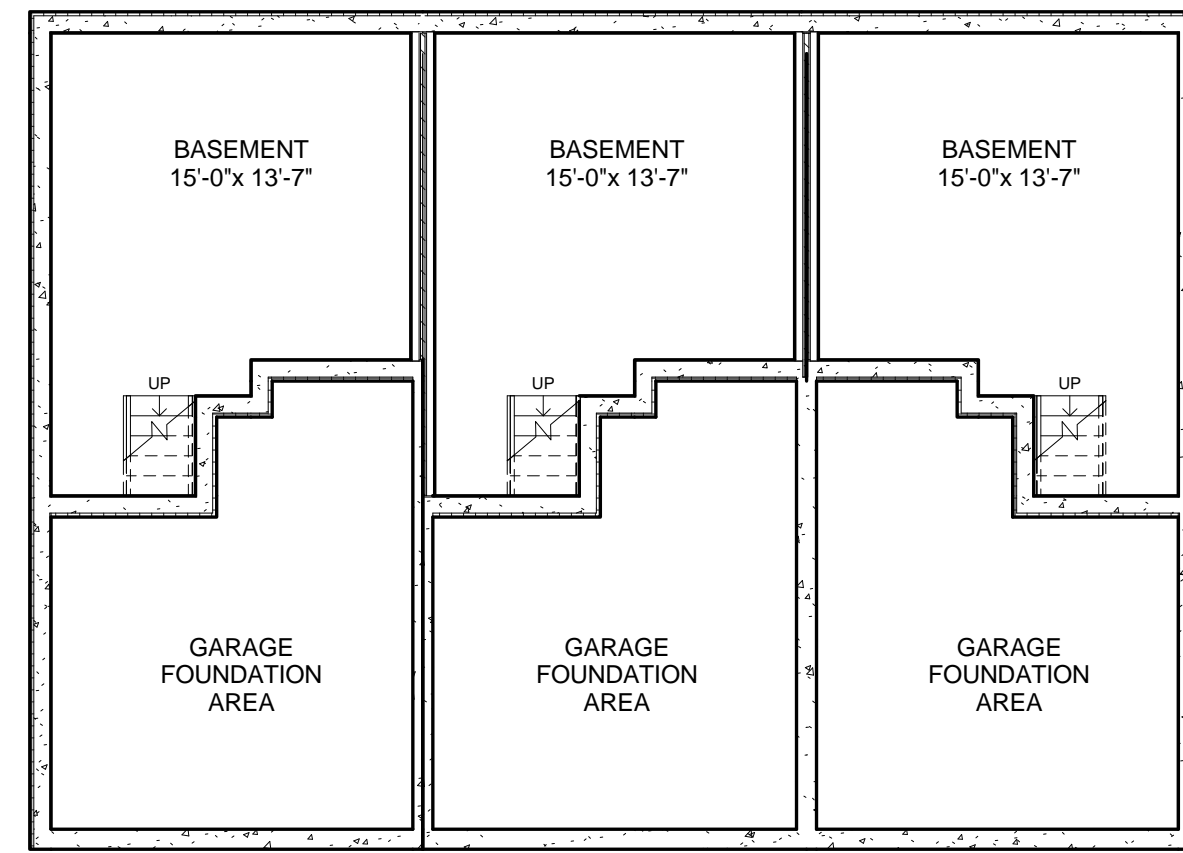 BASEMENT
15'-0"x 13'-7"
BASEMENT
15'-0"x 13'-7"
BASEMENT
15'-0"x 13'-7"
UP
UP
UP
GARAGE
FOUNDATION
AREA
GARAGE
FOUNDATION
AREA
GARAGE
FOUNDATION
AREA